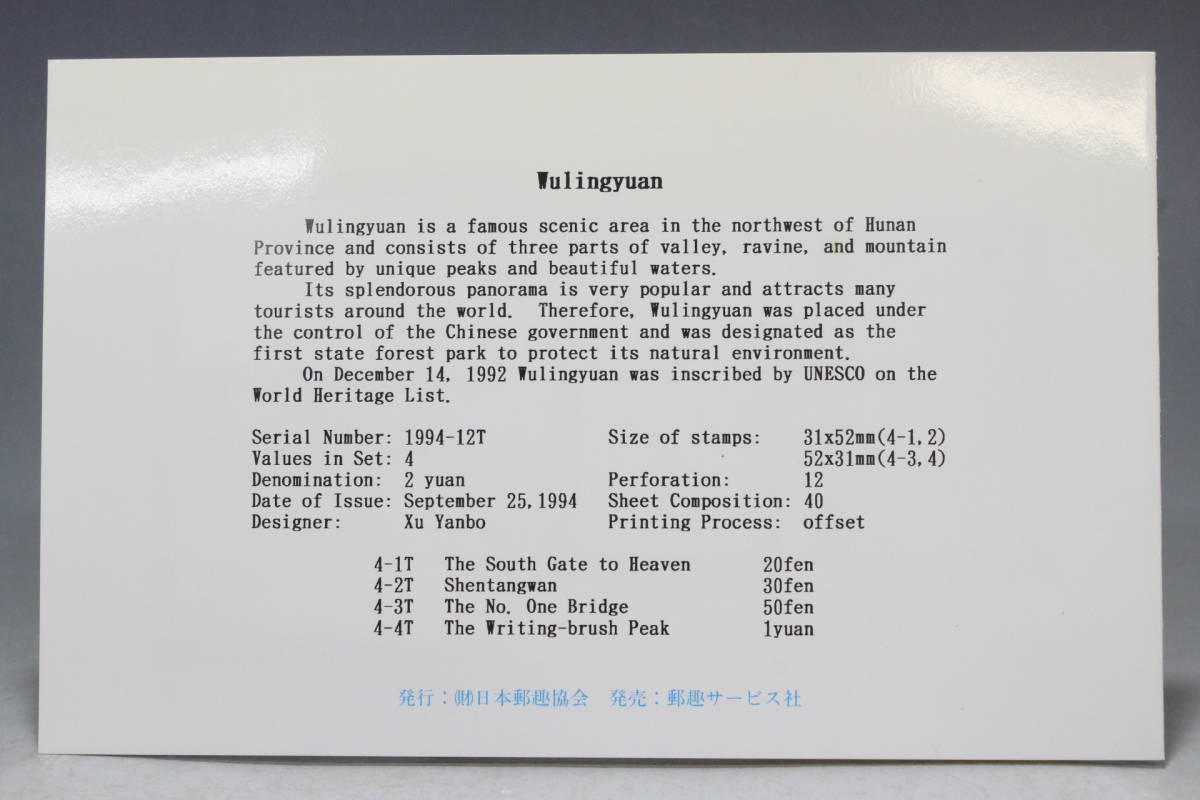 Wulingyuan
Wulingyuan is a famous scenic area in the northwest of Hunan
Province and consists of three parts of valley, ravine, and mountain
featured by unique peaks and beautiful waters.
Its splendorous panorama is very popular and attracts many
tourists around the world. Therefore, Wulingyuan was placed under
the control of the Chinese government and was designated as the
first state forest park to protect its natural environment.
On December 14, 1992 Wulingyuan was inscribed by UNESCO on the
World Heritage List.
Serial Number: 1994-12T Size of stamps: 31x52mm(4-1,2)
Values in Set: 4 52x31mm(4-3,4)
Denomination: 2 yuan Perforation: 12
Date of Issue: September 25,1994 Sheet Composition: 40
Designer: Xu Yanbo Printing Process: offset
4-1T The South Gate to Heaven 20fen
4-2T Shentangwan 30fen
4-3T The No. One Bridge 50fen
4-4T The Writing-brush Peak 1yuan
発行：㈶日本郵趣協会 発売：郵趣サービス社